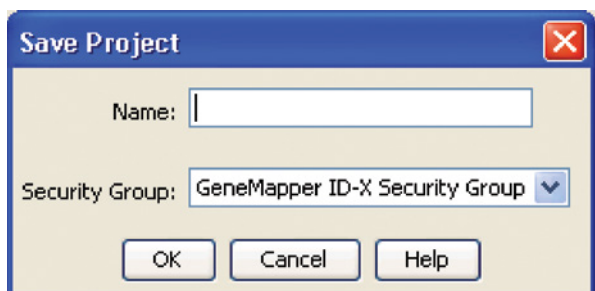 Save Project
Name:
Security Group: GeneMapper ID-X Security Group
OK Cancel Help